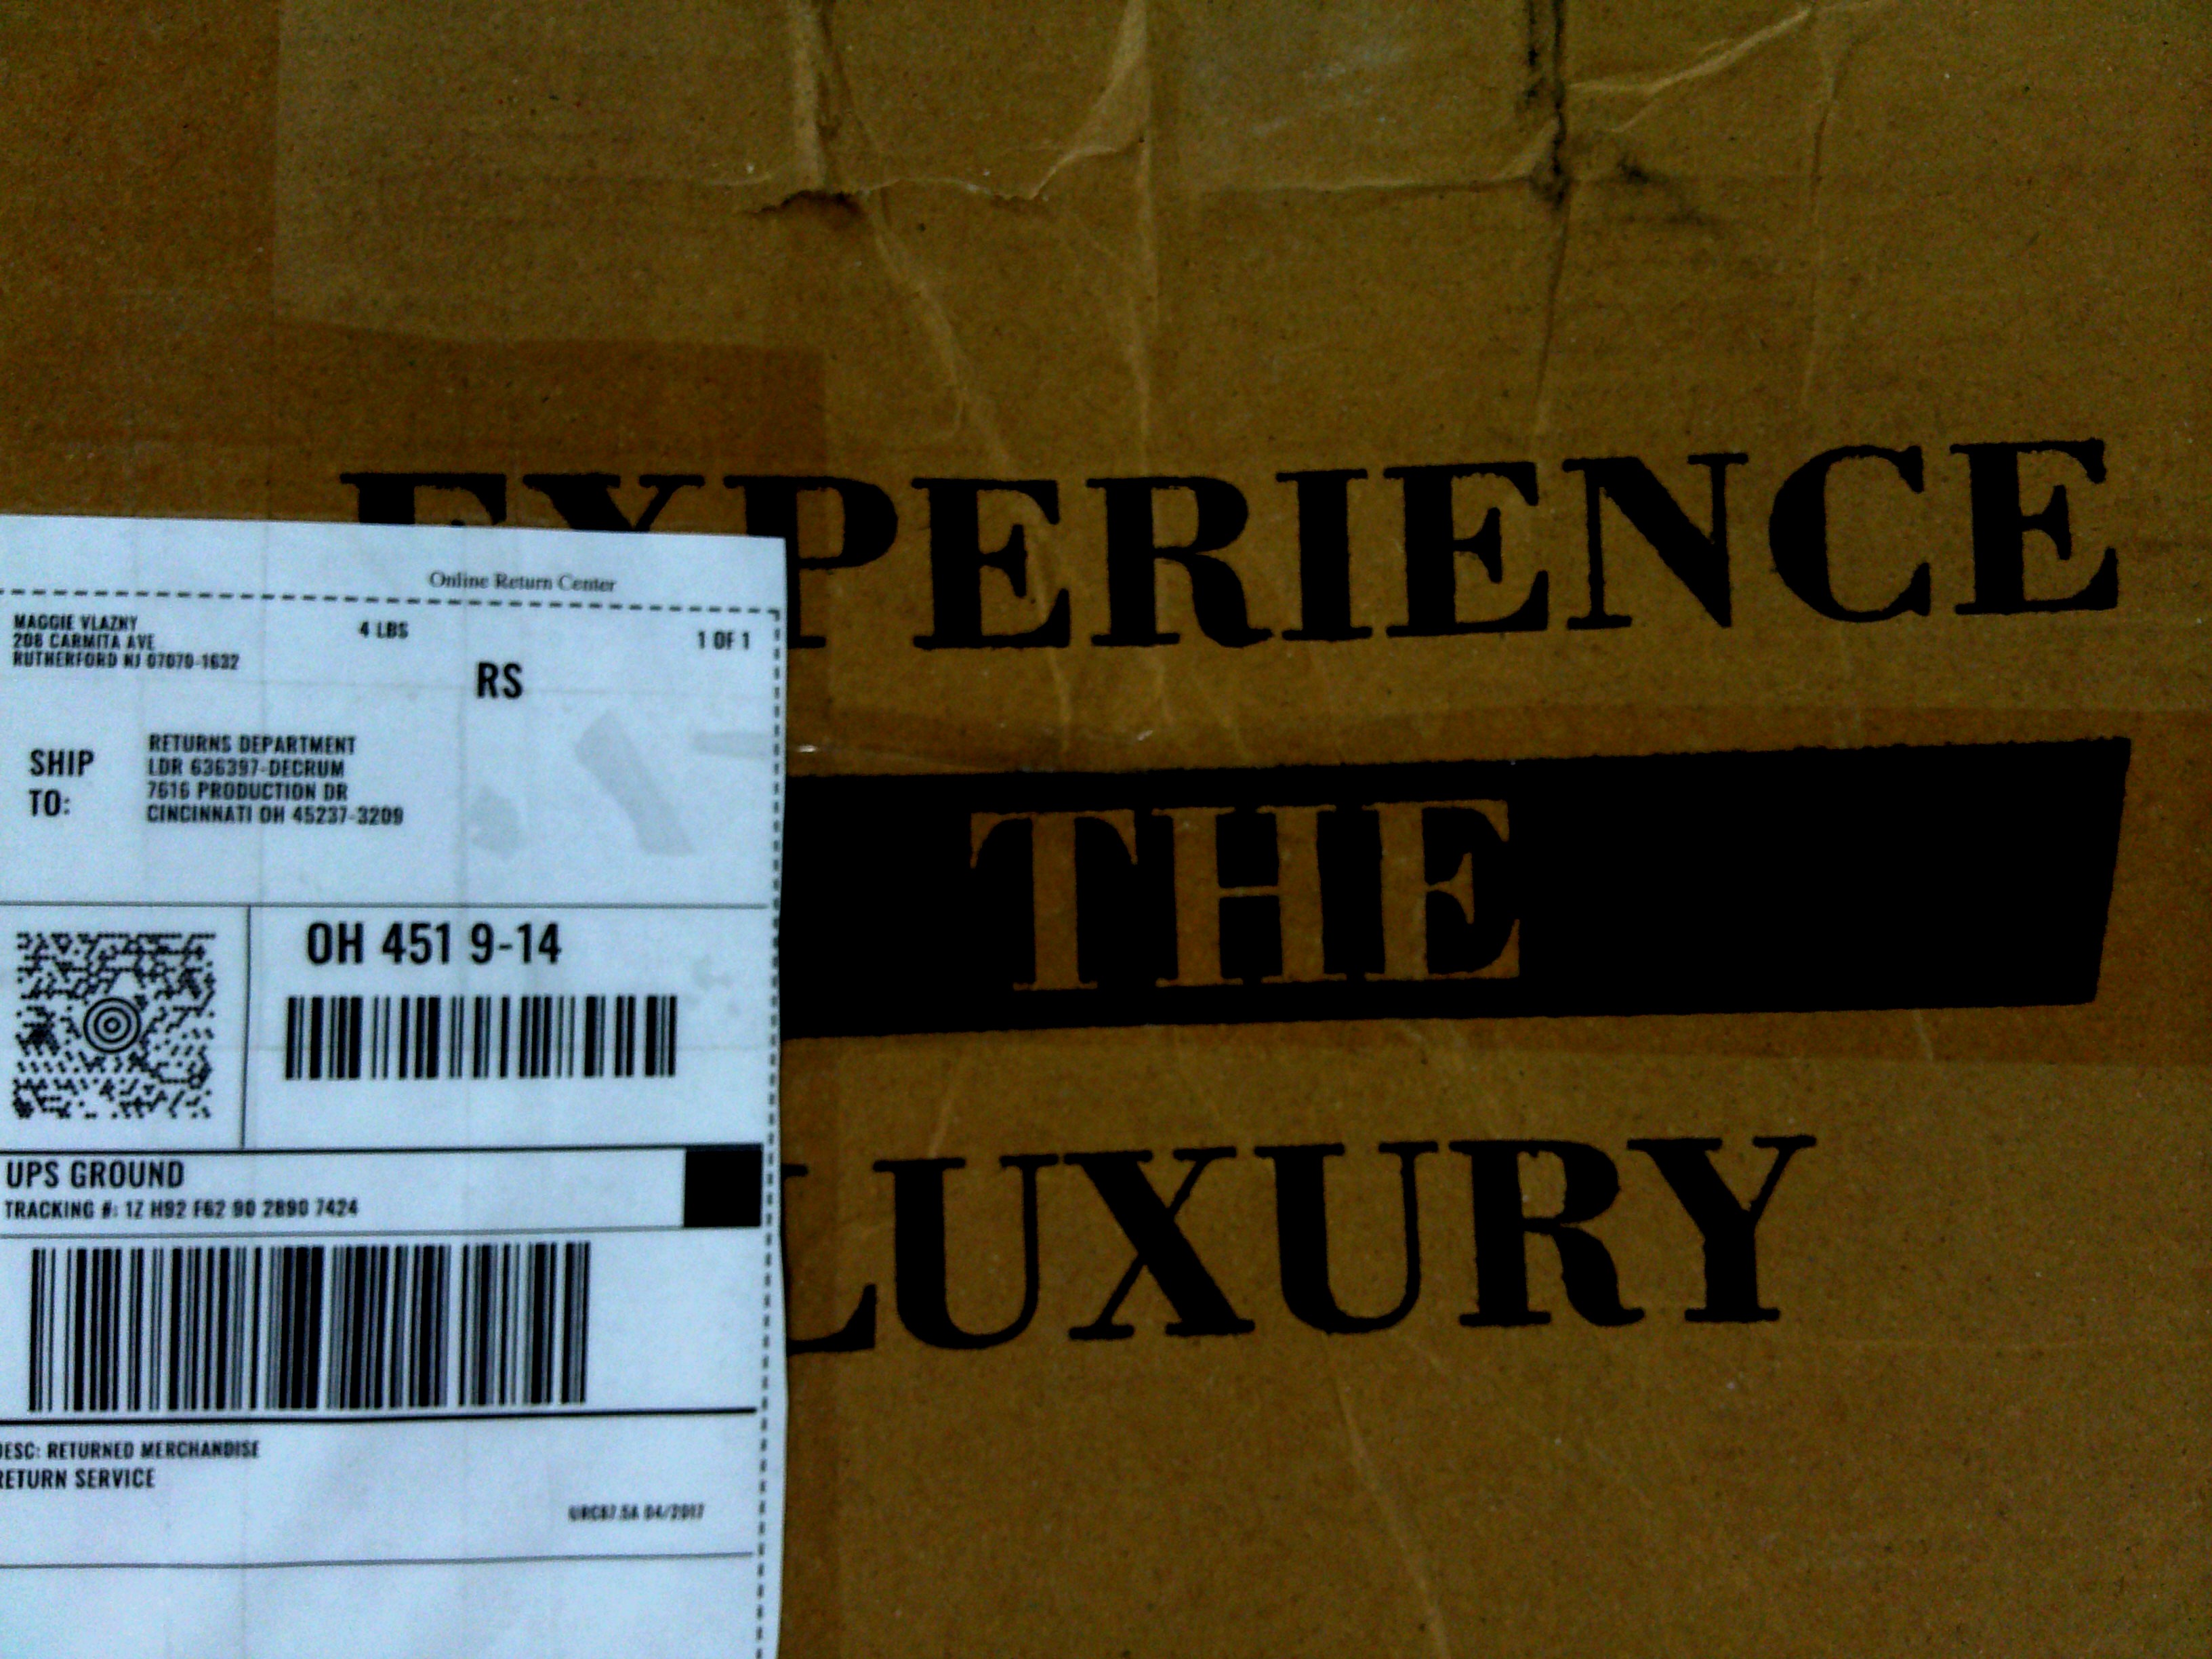 EXPERIENCE
THE
LUXURY
Online Return Center
MAGGIE VLAZNY
208 CARMITA AVE
RUTHERFORD NJ 07070-1632
4 LBS
1 OF 1
RS
SHIP TO:
RETURNS DEPARTMENT
LDR 636397-DECRUM
7616 PRODUCTION DR
CINCINNATI OH 45237-3209
OH 451 9-14
UPS GROUND
TRACKING #: 1Z H92 F62 90 2890 7424
DESC: RETURNED MERCHANDISE
RETURN SERVICE
04/2017